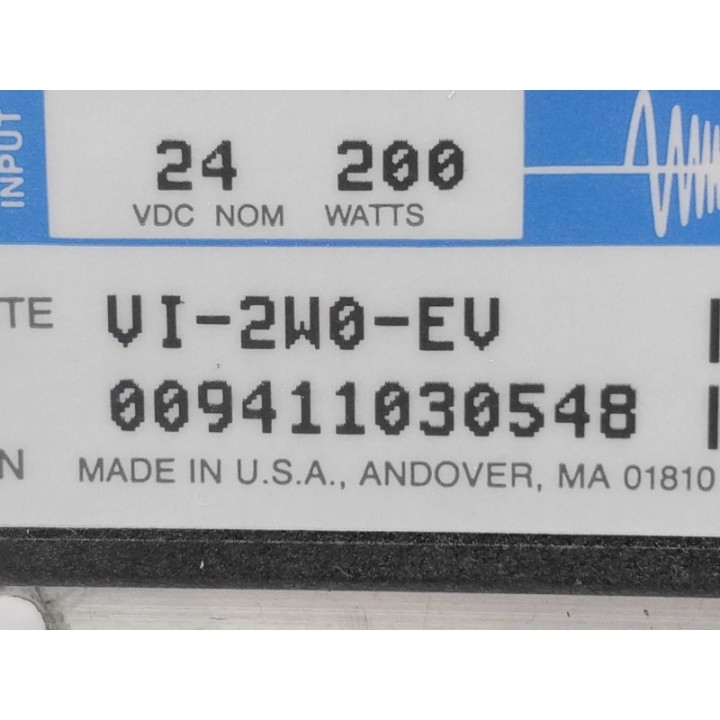 INPUT
24 200
VDC NOM WATTS
TE VI-2W0-EV
009411030548
N MADE IN U.S.A., ANDOVER, MA 01810